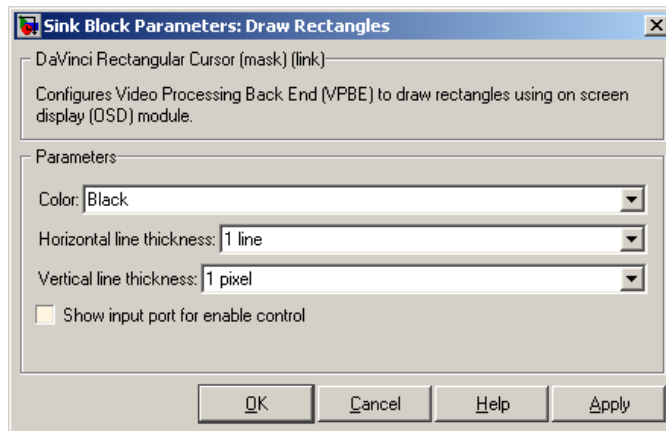 Sink Block Parameters: Draw Rectangles
DaVinci Rectangular Cursor (mask) (link)
Configures Video Processing Back End (VPBE) to draw rectangles using on screen
display (OSD) module.
Parameters
Color: Black
Horizontal line thickness: 1 line
Vertical line thickness: 1 pixel
Show input port for enable control
OK Cancel Help Apply